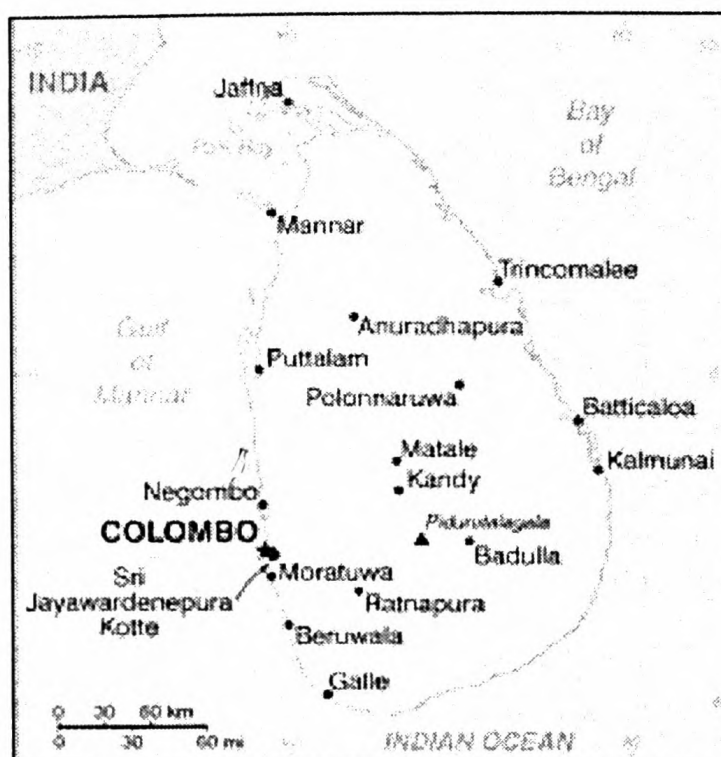 INDIA
Jaffna
Bay
of
Bengal
Mannar
Trincomalee
Anuradhapura
Gulf
of
Mannar
Puttalam
Polonnaruwa
Batticaloa
Matale
Kalmunai
Kandy
Negombo
COLOMBO
Badulla
Sri
Jayawardenepura
Kotte
Moratuwa
Ratnapura
Beruwala
Galle
0 30 60 km
0 30 60 mi
INDIAN OCEAN